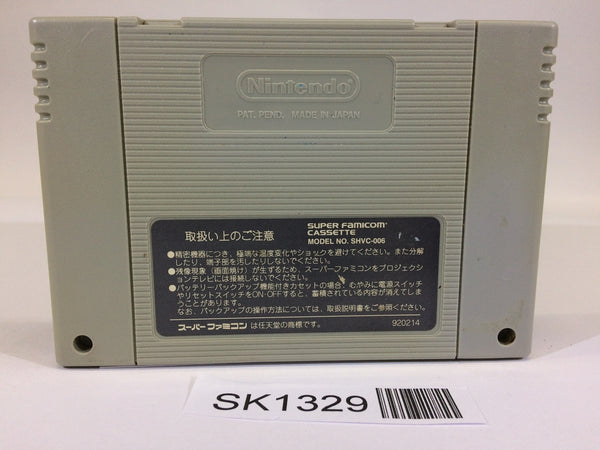 Nintendo
PAT. PEND. MADE IN JAPAN
取扱い上のご注意
SUPER FAMICOM
CASSETTE
MODEL NO. SHVC-006
●精密機器につき、極端な温度変化やショックを避けてください。また分解
したり、端子部を汚したりしないでください。
●残像現象(画面焼け)が生ずるため、スーパーファミコンをプロジェクシ
ョンテレビには接続しないでください。
●バッテリーバックアップ機能付きカセットの場合、むやみに電源スイッチ
やリセットスイッチをON・OFFすると、蓄積されている内容が消えてしま
うことがあります。
なお、バックアップの操作方法については、取扱説明書をご参照ください。
スーパーファミコン は任天堂の商標です。
920214
SK1329